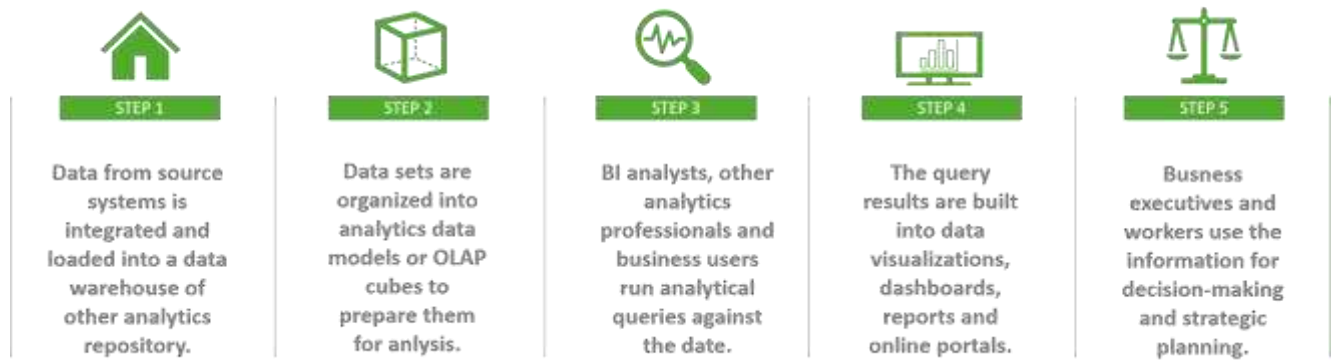 STEP 1
Data from source
systems is
integrated and
loaded into a data
warehouse of
other analytics
repository.
STEP 2
Data sets are
organized into
analytics data
models or OLAP
cubes to
prepare them
for anlysis.
STEP 3
BI analysts, other
analytics
professionals and
business users
run analytical
queries against
the date.
STEP 4
The query
results are built
into data
visualizations,
dashboards,
reports and
online portals.
STEP 5
Busness
executives and
workers use the
information for
decision-making
and strategic
planning.